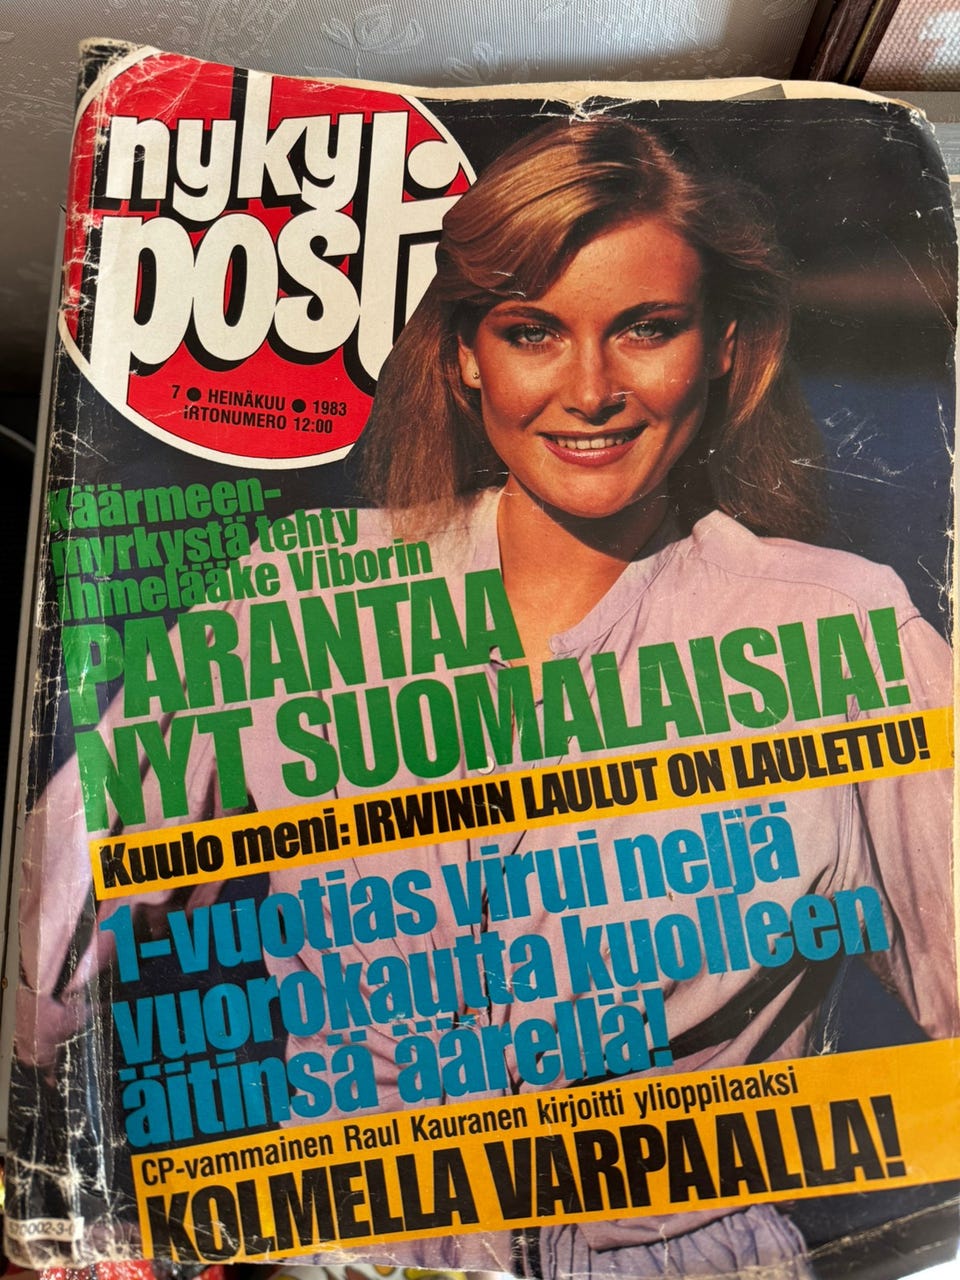 nyky
posti
7 ● HEINÄKUU ● 1983
IRTONUMERO 12:00
Käärmeen-
myrkystä tehty
ihmelääke Viborin
PARANTAA
NYT SUOMALAISIA!
Kuulo meni: IRWININ LAULUT ON LAULETTU!
1-vuotias virui neljä
vuorokautta kuolleen
äitinsä äärellä!
CP-vammainen Raul Kauranen kirjoitti ylioppilaaksi
KOLMELLA VARPAALLA!